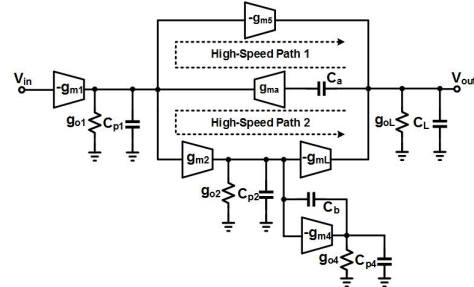 -gm5
High-Speed Path 1
Vin
-gm1
gma
Ca
Vout
go1
Cp1
High-Speed Path 2
goL
CL
gm2
-gmL
go2
Cp2
Cb
-gm4
go4
Cp4